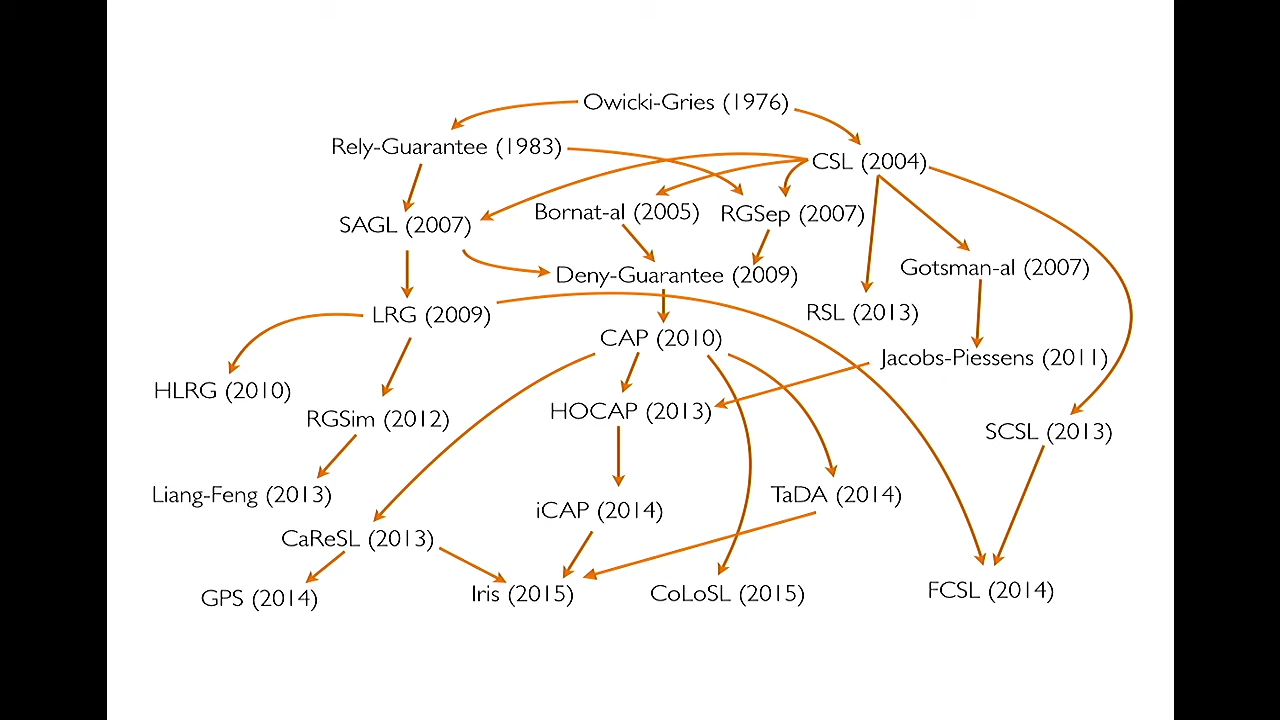 Owicki-Gries (1976)
Rely-Guarantee (1983)
CSL (2004)
SAGL (2007)
Bornat-al (2005)
RGSep (2007)
Gotsman-al (2007)
Deny-Guarantee (2009)
LRG (2009)
RSL (2013)
CAP (2010)
Jacobs-Piessens (2011)
HLRG (2010)
RGSim (2012)
HOCAP (2013)
SCSL (2013)
Liang-Feng (2013)
TaDA (2014)
iCAP (2014)
CaReSL (2013)
GPS (2014)
Iris (2015)
CoLoSL (2015)
FCSL (2014)